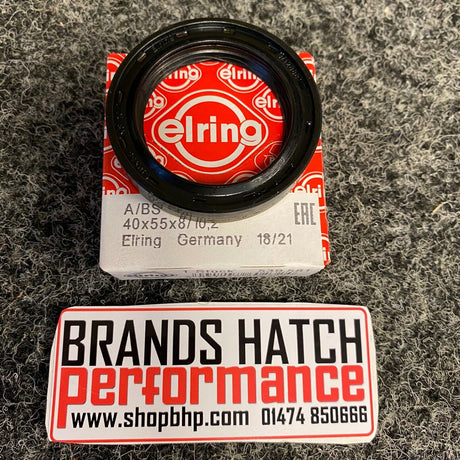 elring
A/BS
40x55x8/10,2
Elring Germany 18/21
EAC
BRANDS HATCH
performance
www.shopbhp.com 01474 850666